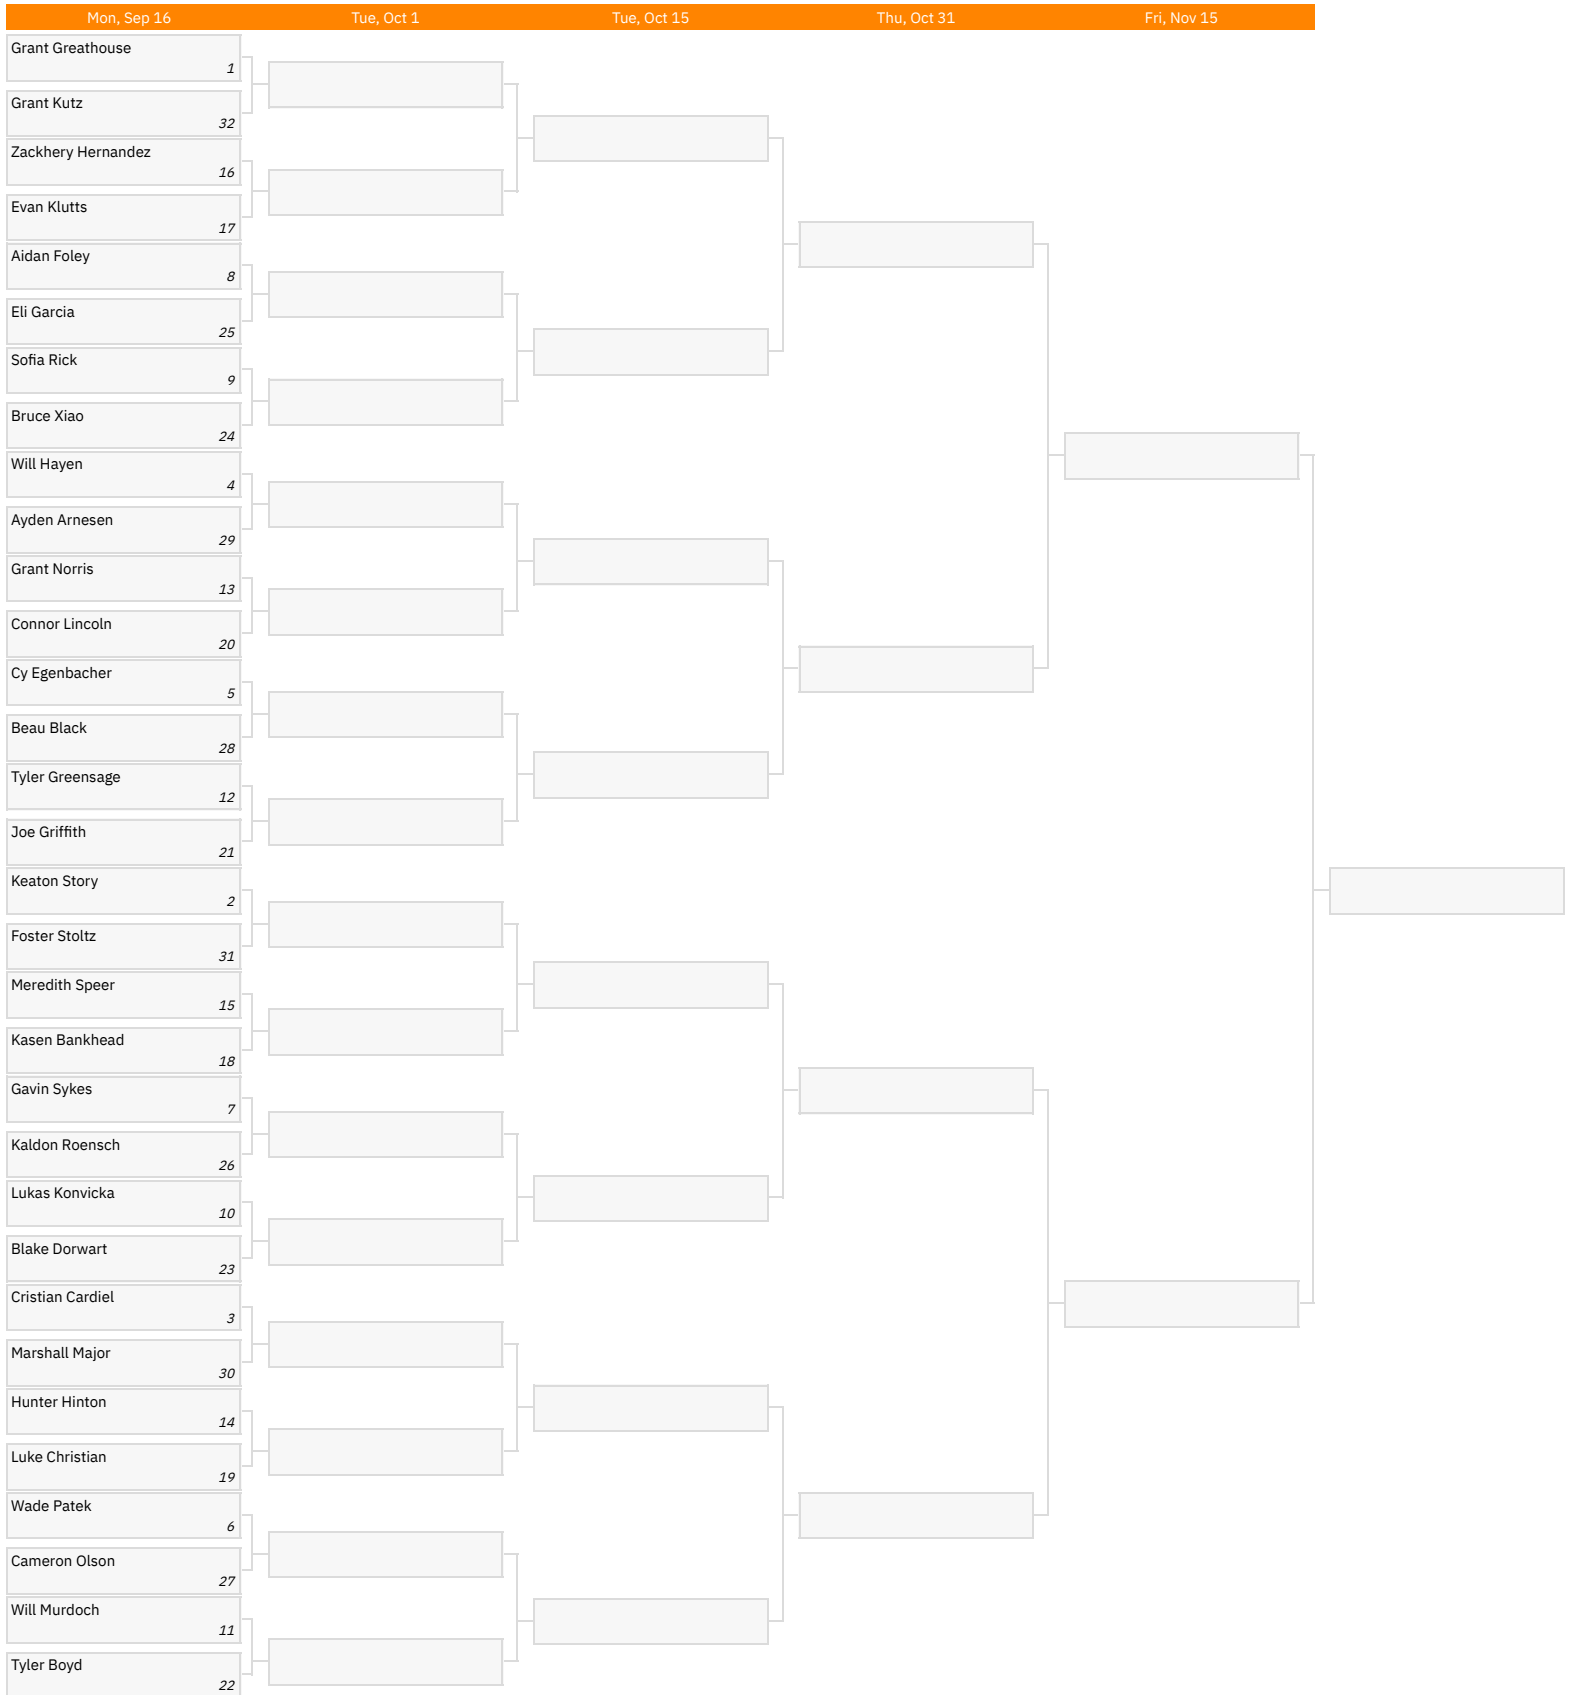 Mon, Sep 16 Tue, Oct 1 Tue, Oct 15 Thu, Oct 31 Fri, Nov 15
Grant Greathouse
1
Grant Kutz
32
Zackhery Hernandez
16
Evan Klutts
17
Aidan Foley
8
Eli Garcia
25
Sofia Rick
9
Bruce Xiao
24
Will Hayen
4
Ayden Arnesen
29
Grant Norris
13
Connor Lincoln
20
Cy Egenbacher
5
Beau Black
28
Tyler Greensage
12
Joe Griffith
21
Keaton Story
2
Foster Stoltz
31
Meredith Speer
15
Kasen Bankhead
18
Gavin Sykes
7
Kaldon Roensch
26
Lukas Konvicka
10
Blake Dorwart
23
Cristian Cardiel
3
Marshall Major
30
Hunter Hinton
14
Luke Christian
19
Wade Patek
6
Cameron Olson
27
Will Murdoch
11
Tyler Boyd
22